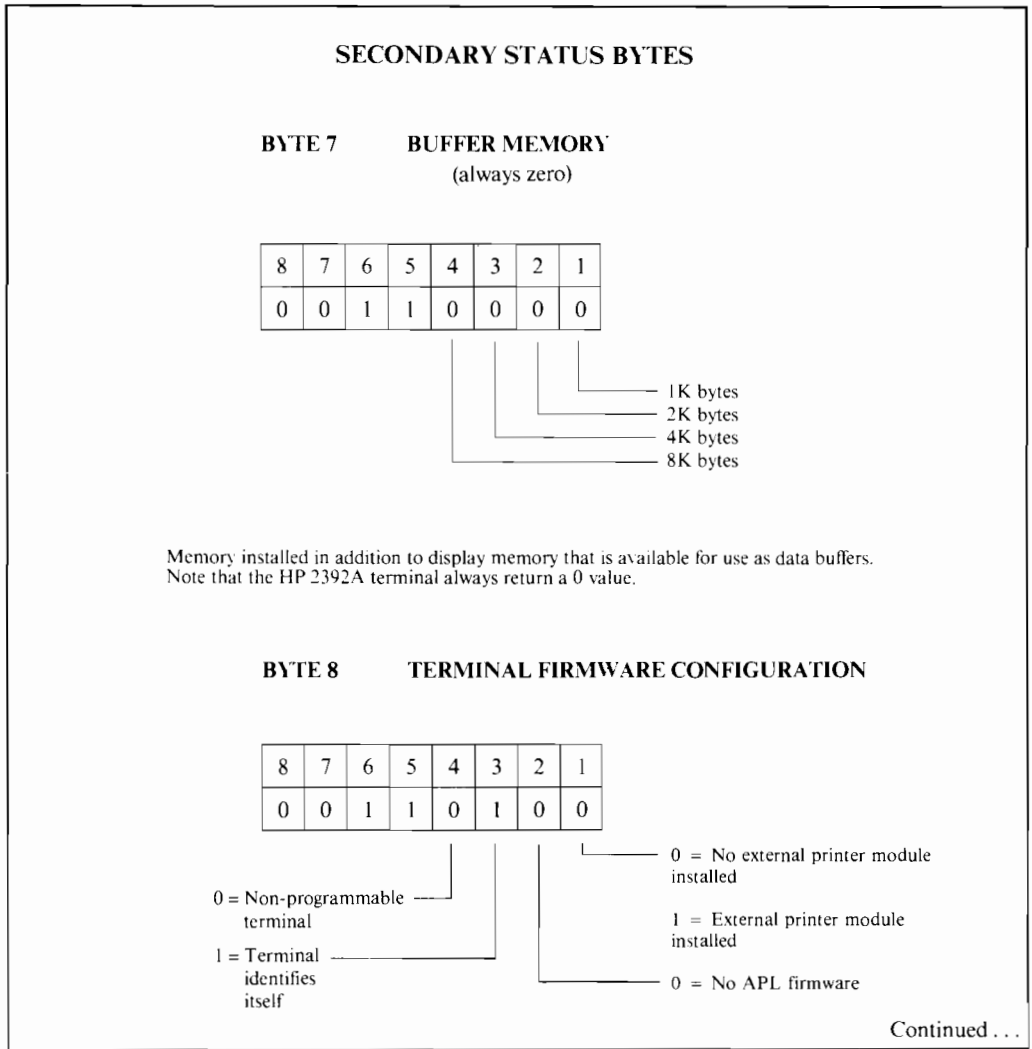 SECONDARY STATUS BYTES
BYTE 7 BUFFER MEMORY
(always zero)
8 7 6 5 4 3 2 1
0 0 1 1 0 0 0 0
1K bytes
2K bytes
4K bytes
8K bytes
Memory installed in addition to display memory that is available for use as data buffers.
Note that the HP 2392A terminal always return a 0 value.
BYTE 8 TERMINAL FIRMWARE CONFIGURATION
8 7 6 5 4 3 2 1
0 0 1 1 0 1 0 0
0 = No external printer module
installed
0 = Non-programmable
terminal
1 = External printer module
installed
1 = Terminal
identifies
itself
0 = No APL firmware
Continued . . .